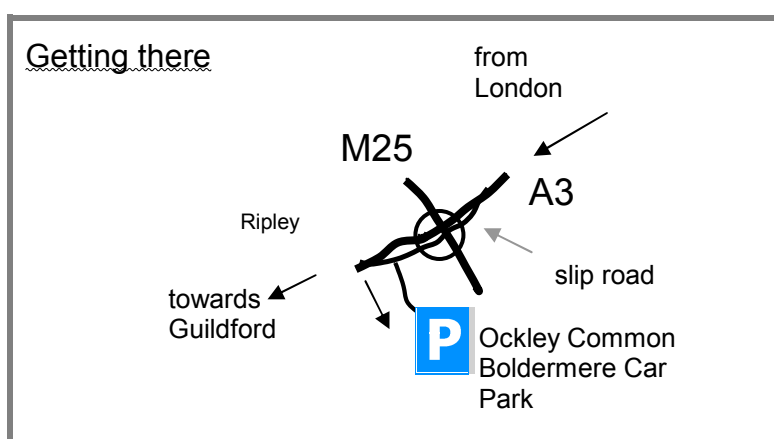 Getting there
from
London
M25
A3
Ripley
slip road
towards
Guildford
P
Ockley Common
Boldermere Car
Park